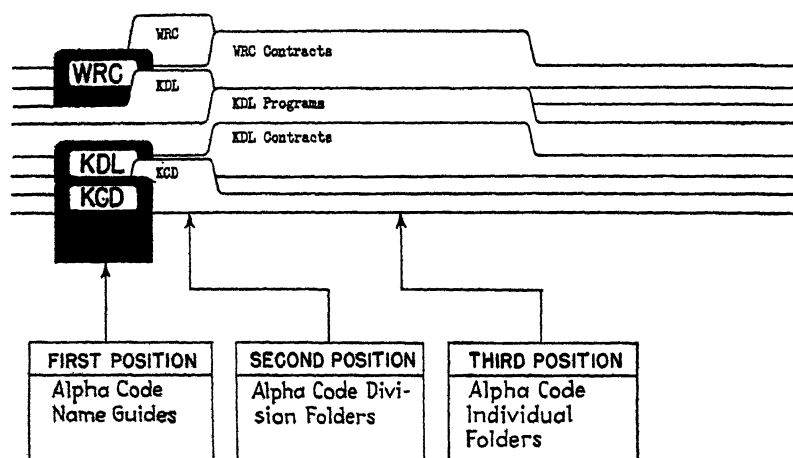 WRC
WRC Contracts
WRC
KDL
KDL Programs
KDL Contracts
KDL
KCD
KGD
FIRST POSITION
Alpha Code
Name Guides
SECOND POSITION
Alpha Code Divi-
sion Folders
THIRD POSITION
Alpha Code
Individual
Folders